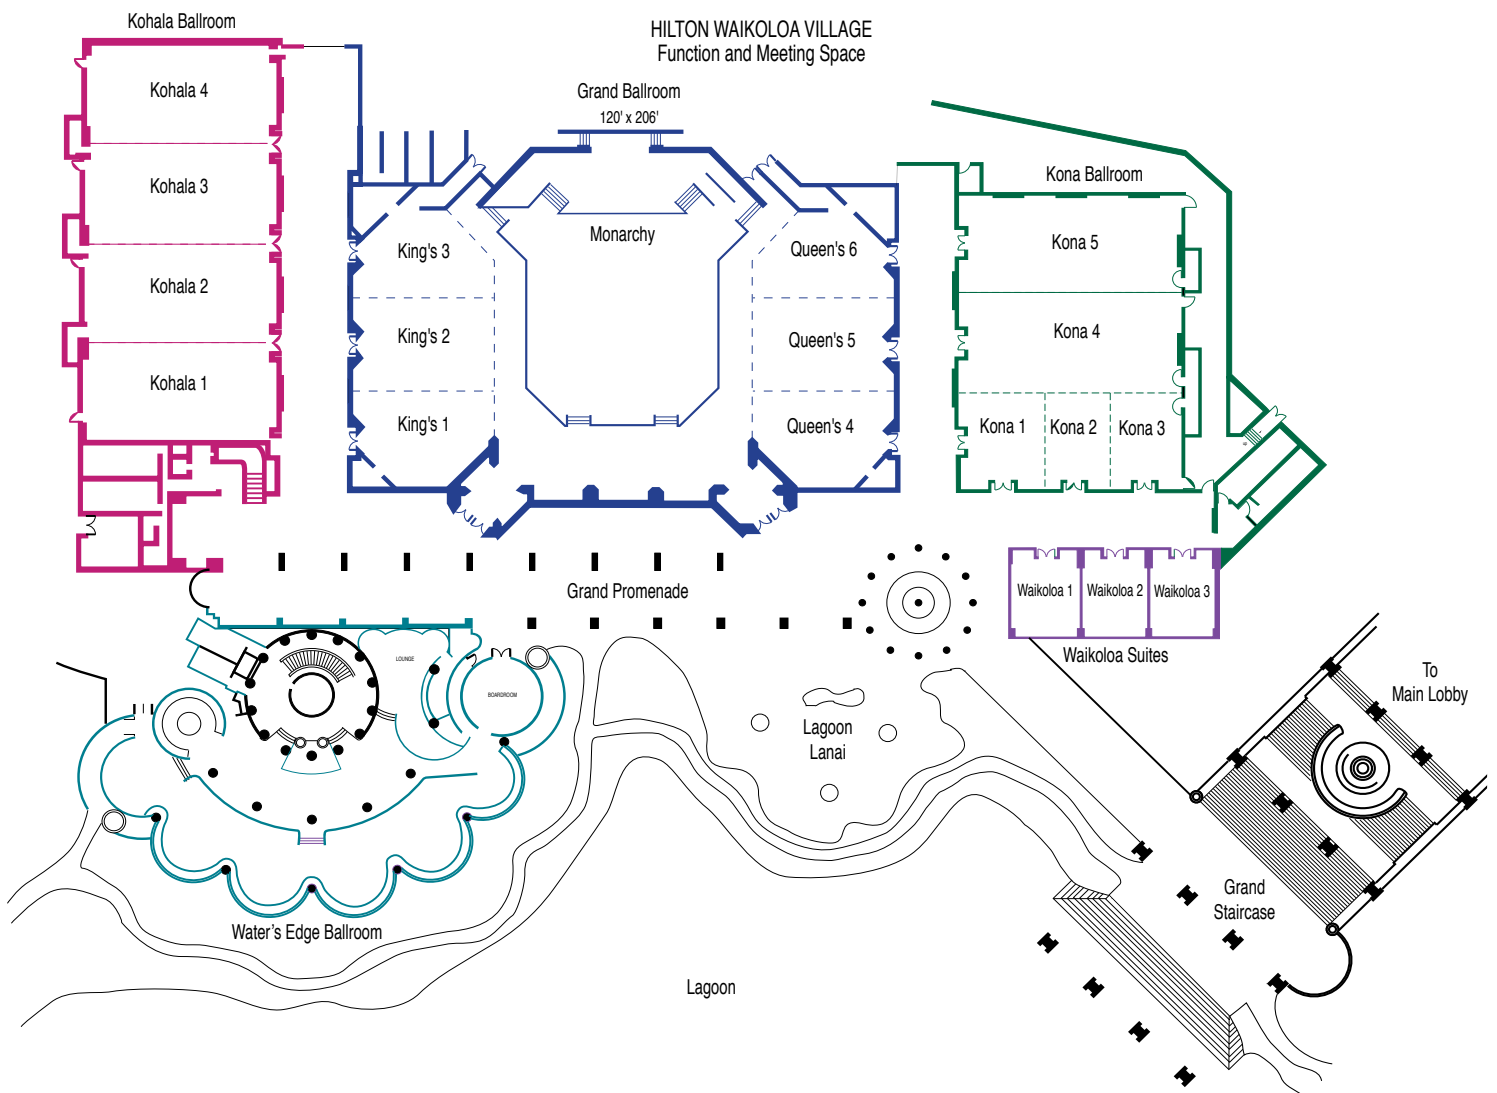 Kohala Ballroom
HILTON WAIKOLOA VILLAGE
Function and Meeting Space
Grand Ballroom
120' x 206'
Kohala 4
Kohala 3
Kohala 2
Kohala 1
King's 3
King's 2
King's 1
Monarchy
Queen's 6
Queen's 5
Queen's 4
Kona Ballroom
Kona 5
Kona 4
Kona 1
Kona 2
Kona 3
Grand Promenade
Waikoloa 1
Waikoloa 2
Waikoloa 3
Waikoloa Suites
LOUNGE
BOARDROOM
To
Main Lobby
Lagoon
Lanai
Grand
Staircase
Water's Edge Ballroom
Lagoon